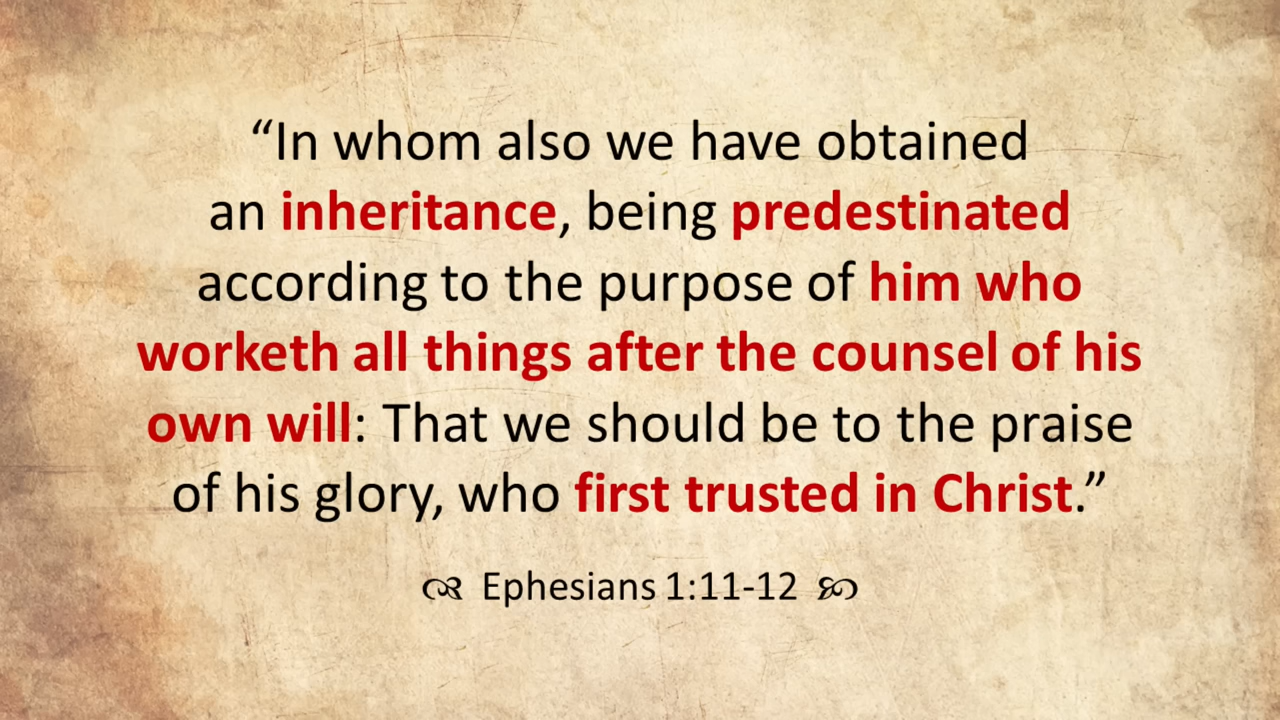 “In whom also we have obtained
an inheritance, being predestinated
according to the purpose of him who
worketh all things after the counsel of his
own will: That we should be to the praise
of his glory, who first trusted in Christ.”
Ephesians 1:11-12